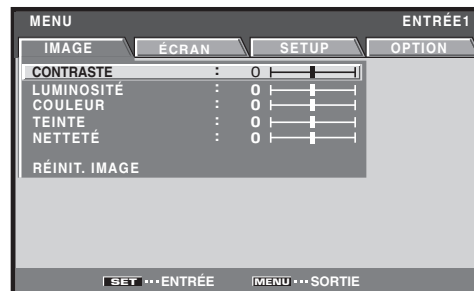 MENU ENTRÉE1
IMAGE ÉCRAN SETUP OPTION
CONTRASTE : 0
LUMINOSITÉ : 0
COULEUR : 0
TEINTE : 0
NETTETÉ : 0
RÉINIT. IMAGE
SET ••• ENTRÉE MENU ••• SORTIE